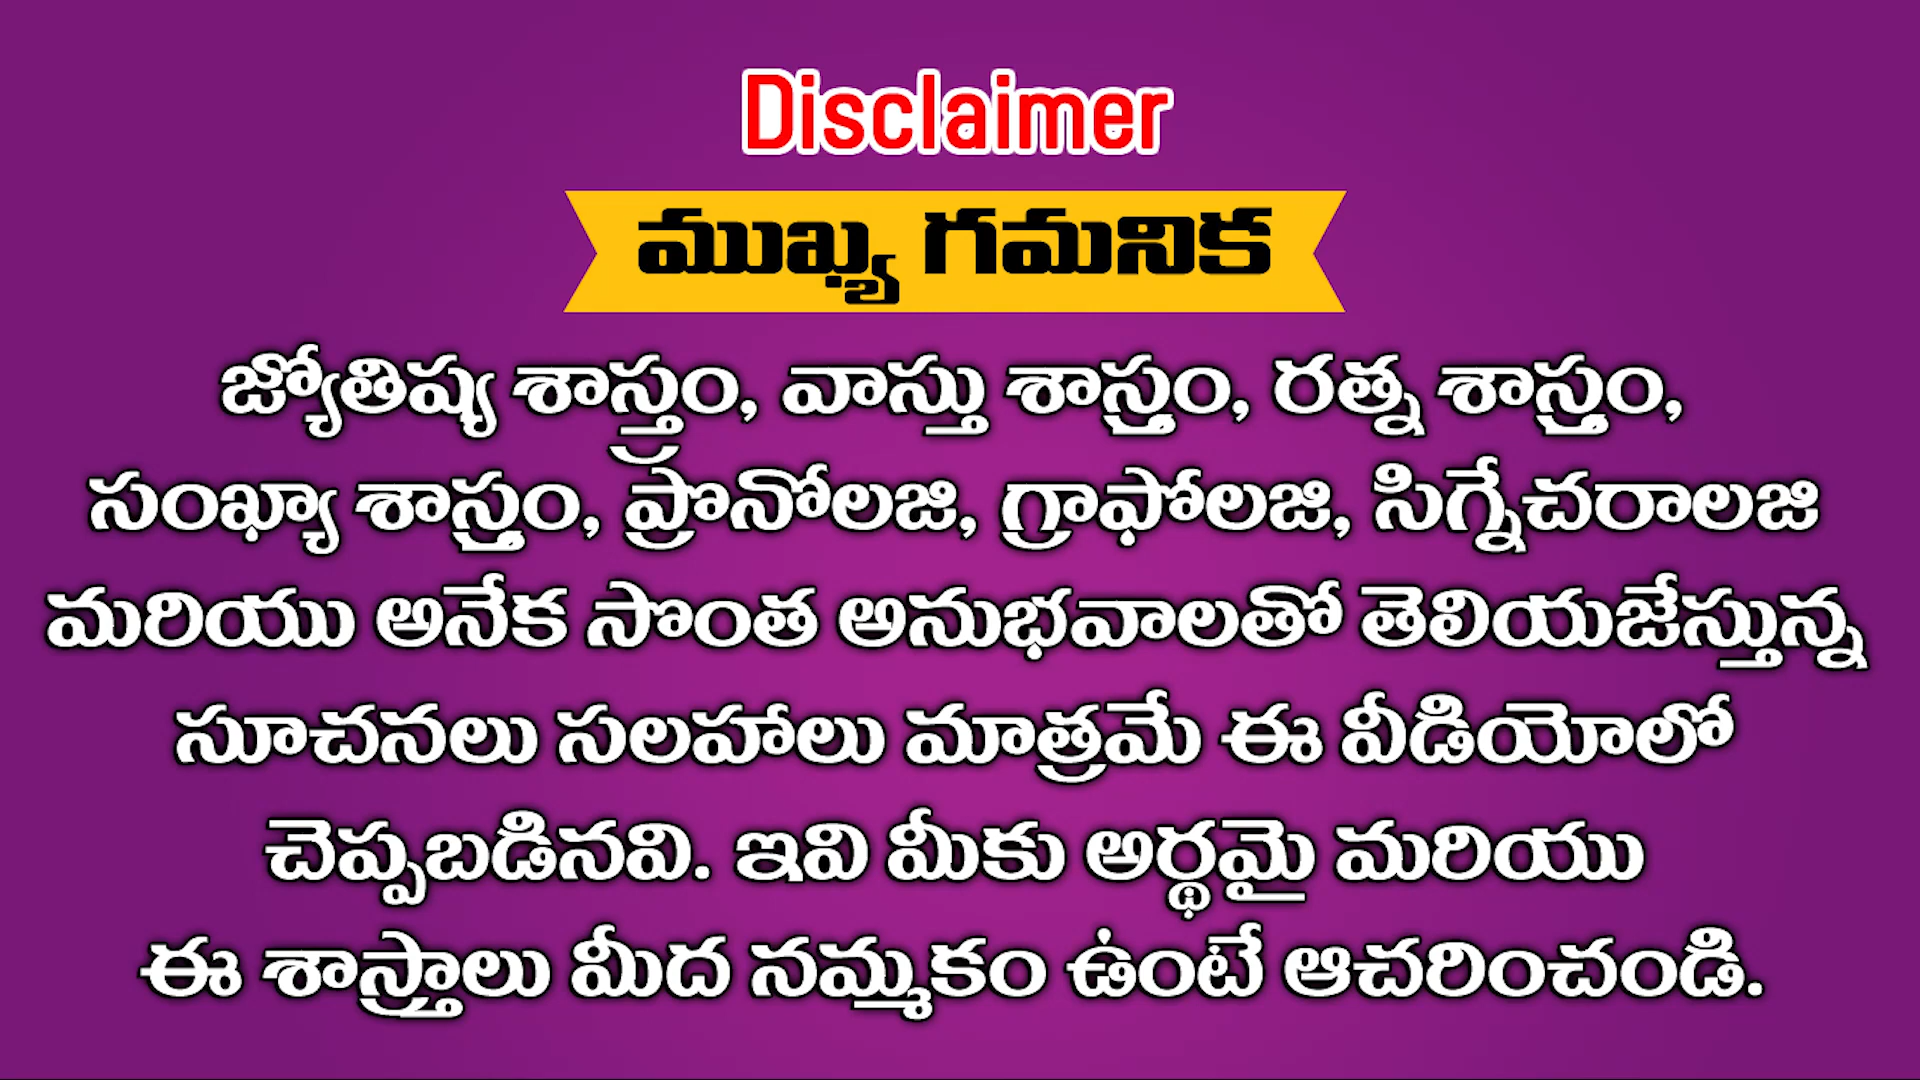 Disclaimer
ముఖ్య గమనిక
జ్యోతిష్య శాస్త్రం, వాస్తు శాస్త్రం, రత్న శాస్త్రం,
సంఖ్యా శాస్త్రం, ప్రొనోలజి, గ్రాఫోలజి, సిగ్నేచరాలజి
మరియు అనేక సొంత అనుభవాలతో తెలియజేస్తున్న
సూచనలు సలహాలు మాత్రమే ఈ వీడియోలో
చెప్పబడినవి. ఇవి మీకు అర్థమై మరియు
ఈ శాస్త్రాలు మీద నమ్మకం ఉంటే ఆచరించండి.